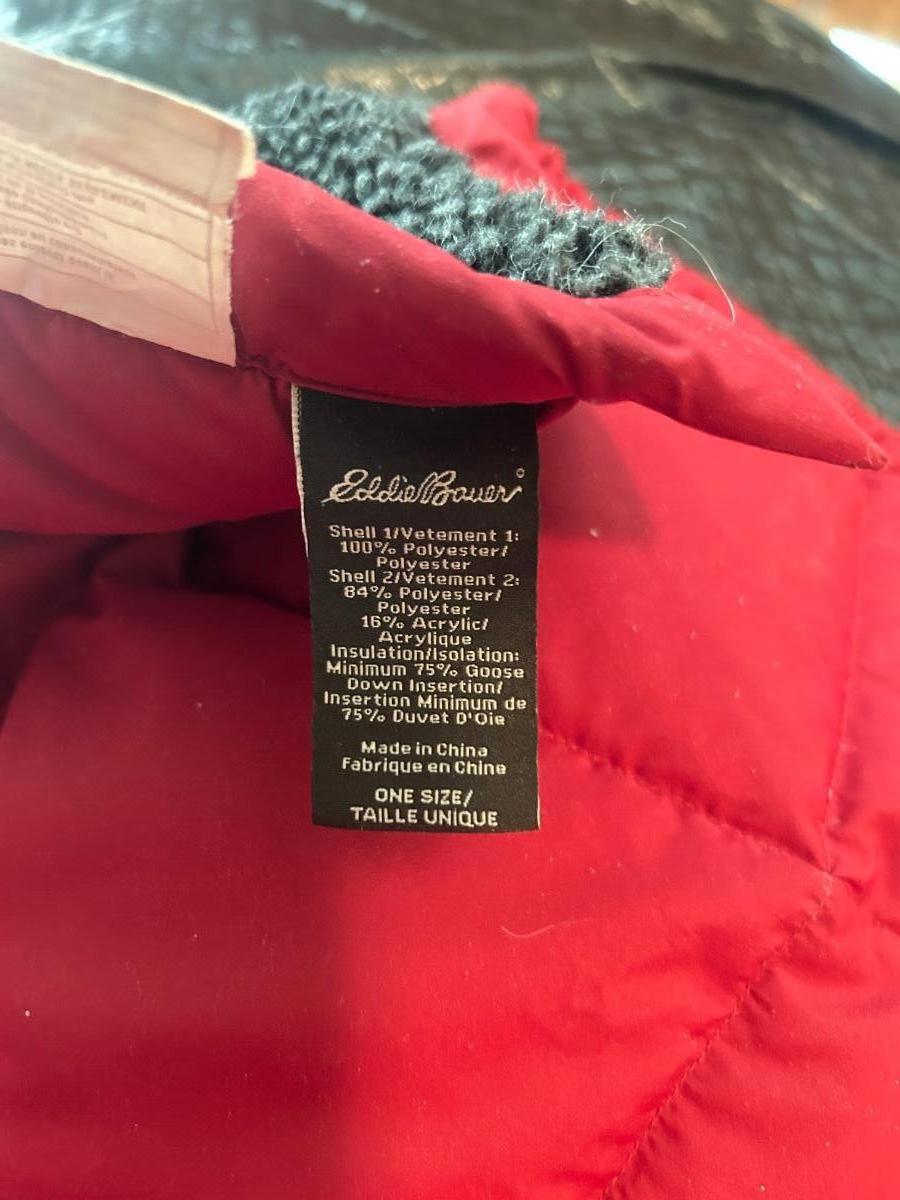 Eddie Bauer
Shell 1/Vetement 1:
100% Polyester/
Polyester
Shell 2/Vetement 2:
84% Polyester/
Polyester
16% Acrylic/
Acrylique
Insulation/Isolation:
Minimum 75% Goose
Down Insertion/
Insertion Minimum de
75% Duvet D'Oie
Made in China
Fabrique en Chine
ONE SIZE/
TAILLE UNIQUE